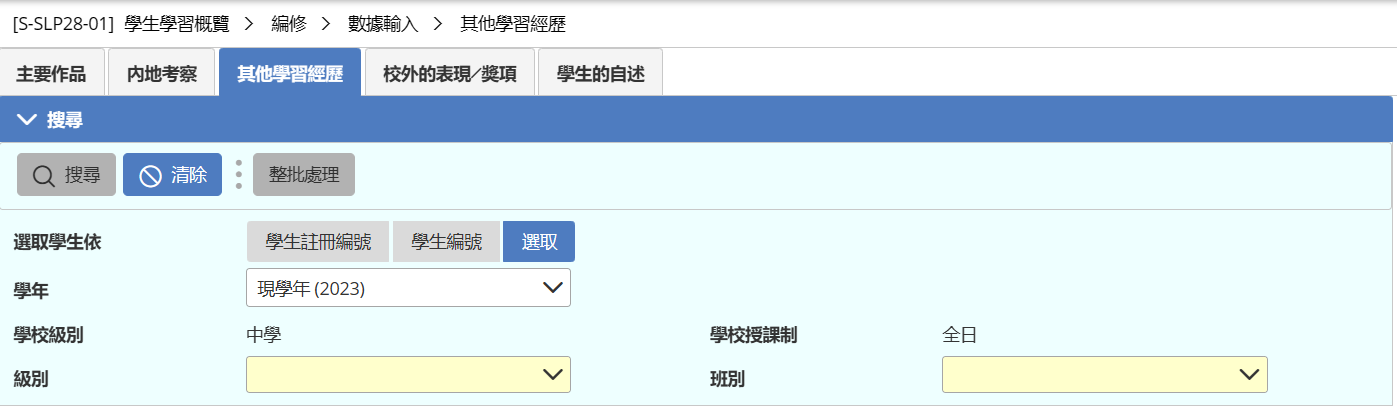 [S-SLP28-01] 學生學習概覽 > 編修 > 數據輸入 > 其他學習經歷
主要作品 內地考察 其他學習經歷 校外的表現/獎項 學生的自述
搜尋
搜尋 清除 整批處理
選取學生依 學生註冊編號 學生編號 選取
學年 現學年 (2023)
學校級別 中學 學校授課制 全日
級別 班別